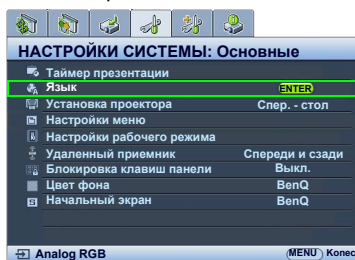 НАСТРОЙКИ СИСТЕМЫ: Основные
Таймер презентации
Язык ENTER
Установка проектора Спер. - стол
Настройки меню
Настройки рабочего режима
Удаленный приемник Спереди и сзади
Блокировка клавиш панели Выкл.
Цвет фона BenQ
Начальный экран BenQ
Analog RGB MENU Конец